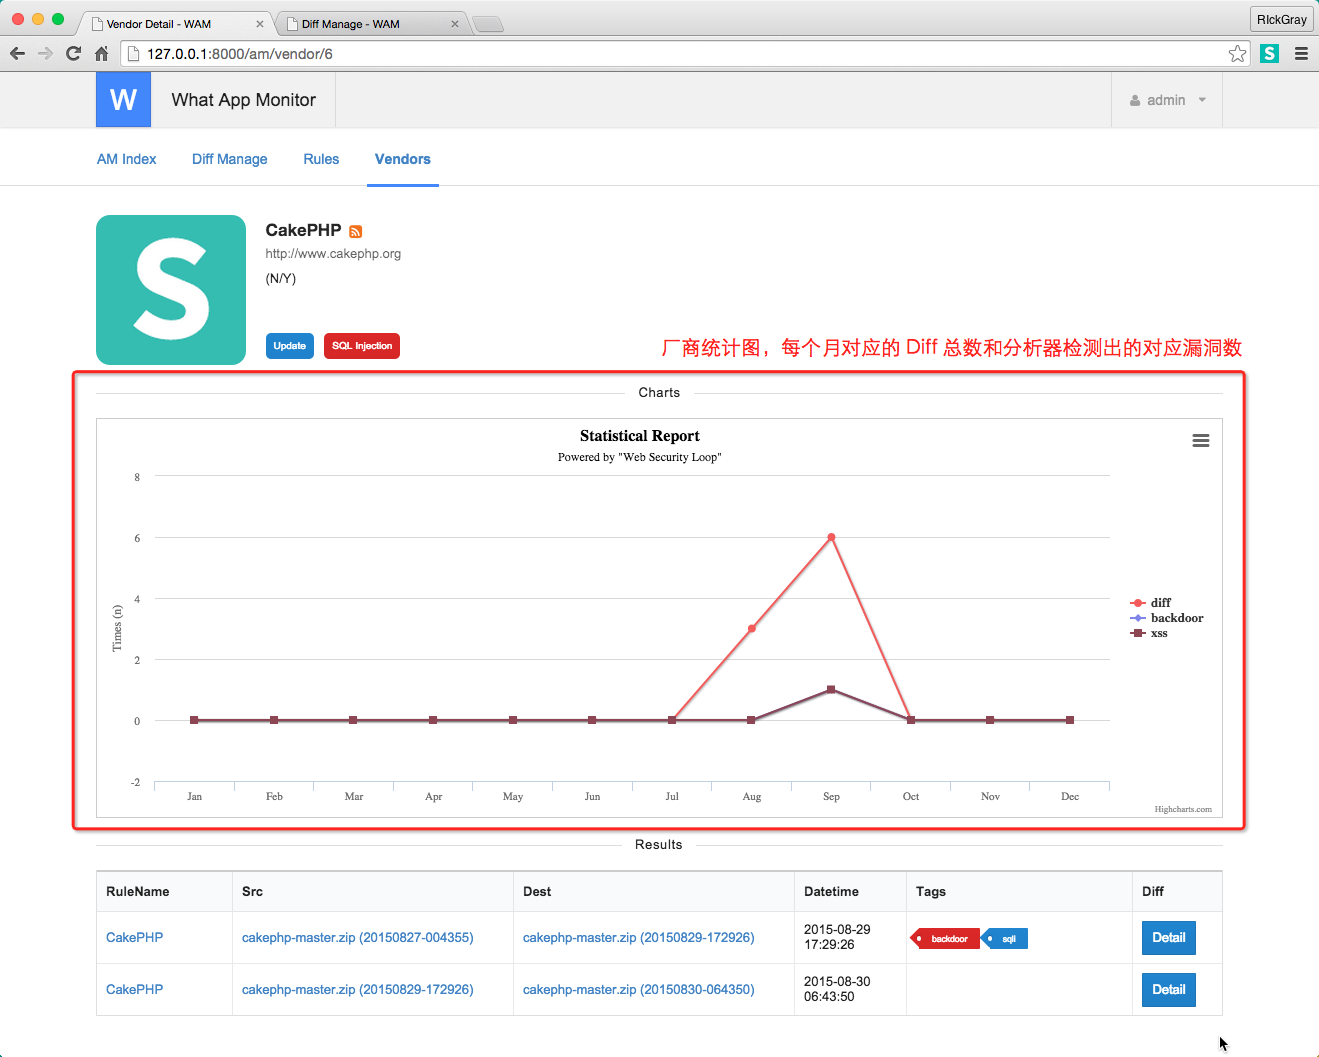 Vendor Detail - WAM
Diff Manage - WAM
RIckGray
127.0.0.1:8000/am/vendor/6
S
W
What App Monitor
admin
AM Index
Diff Manage
Rules
Vendors
S
CakePHP
http://www.cakephp.org
(N/Y)
Update
SQL Injection
厂商统计图，每个月对应的 Diff 总数和分析器检测出的对应漏洞数
Charts
Statistical Report
Powered by "Web Security Loop"
Times (n)
8
6
4
2
0
-2
Jan Feb Mar Apr May Jun Jul Aug Sep Oct Nov Dec
diff
backdoor
xss
Highcharts.com
Results
RuleName Src Dest Datetime Tags Diff
CakePHP cakephp-master.zip (20150827-004355) cakephp-master.zip (20150829-172926) 2015-08-29
17:29:26
backdoor sqli Detail
CakePHP cakephp-master.zip (20150829-172926) cakephp-master.zip (20150830-064350) 2015-08-30
06:43:50
Detail